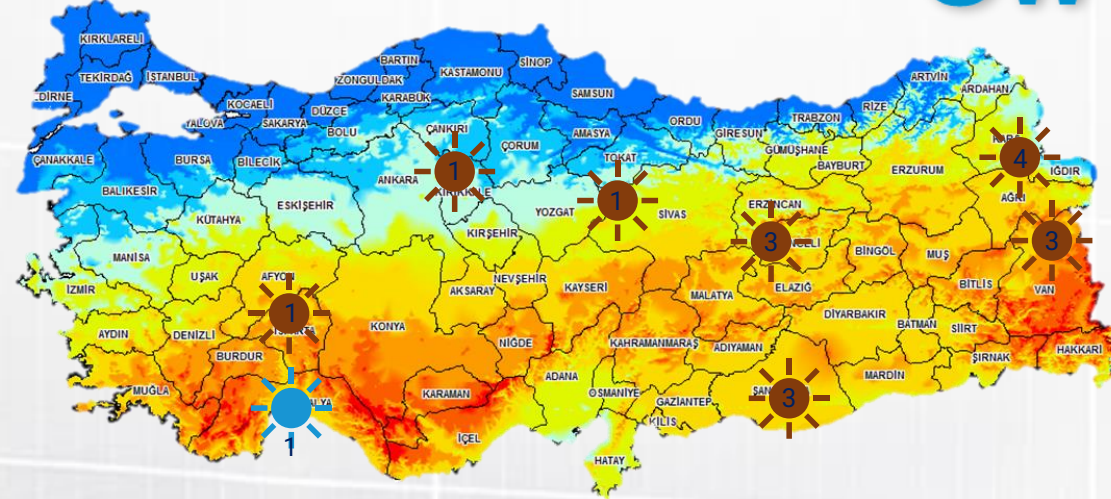 KIRKLARELİ
TEKİRDAĞ
İSTANBUL
EDİRNE
KOCAELİ
YALOVA
SAKARYA
DÜZCE
ZONGULDAK
BARTIN
KARABÜK
KASTAMONU
SİNOP
SAMSUN
BOLU
ÇANKIRI
ÇORUM
AMASYA
ORDU
GİRESUN
TRABZON
RİZE
ARTVİN
ARDAHAN
KARS
IĞDIR
4
ÇANAKKALE
BURSA
BİLECİK
ANKARA
1
TOKAT
GÜMÜŞHANE
BAYBURT
ERZURUM
AĞRI
BALIKESİR
KÜTAHYA
ESKİŞEHİR
YOZGAT
1
SİVAS
ERZİNCAN
KIRŞEHİR
3
BİNGÖL
MUŞ
3
MANİSA
UŞAK
AFYON
NEVŞEHİR
AKSARAY
KAYSERİ
MALATYA
ELAZIĞ
BİTLİS
VAN
İZMİR
1
AYDIN
DENİZLİ
KONYA
NİĞDE
KAHRAMANMARAŞ
ADIYAMAN
DİYARBAKIR
BATMAN
SİİRT
ŞIRNAK
HAKKARİ
BURDUR
MARDİN
MUĞLA
KARAMAN
ADANA
OSMANİYE
GAZİANTEP
3
KİLİS
1
İÇEL
HATAY